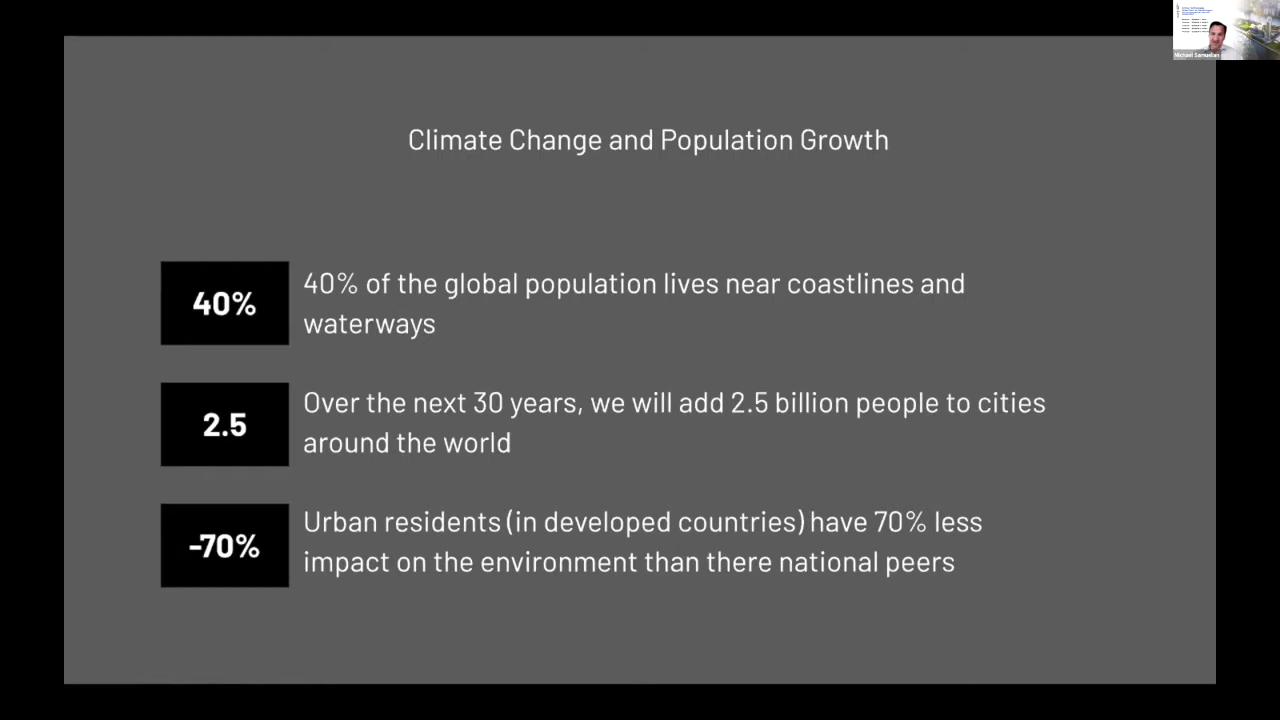 Michael Samuelian
Climate Change and Population Growth
40%
40% of the global population lives near coastlines and
waterways
2.5
Over the next 30 years, we will add 2.5 billion people to cities
around the world
-70%
Urban residents (in developed countries) have 70% less
impact on the environment than there national peers